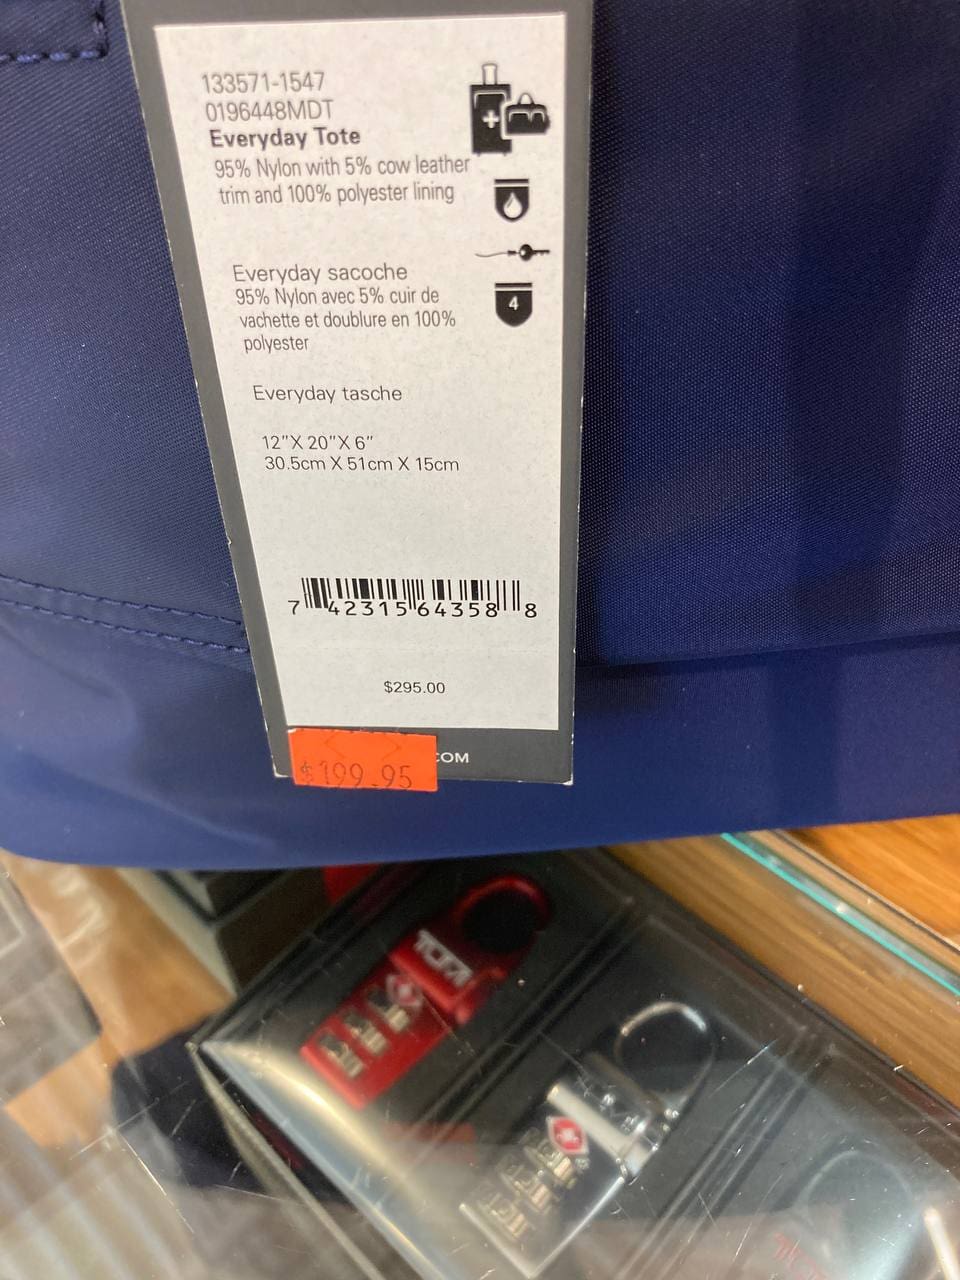 133571-1547
0196448MDT
Everyday Tote
95% Nylon with 5% cow leather
trim and 100% polyester lining
Everyday sacoche
95% Nylon avec 5% cuir de
vachette et doublure en 100%
polyester
4
Everyday tasche
12"X 20"X 6"
30.5cm X 51cm X 15cm
7 42315 64358 8
$295.00
.COM
$199.95
TUMI